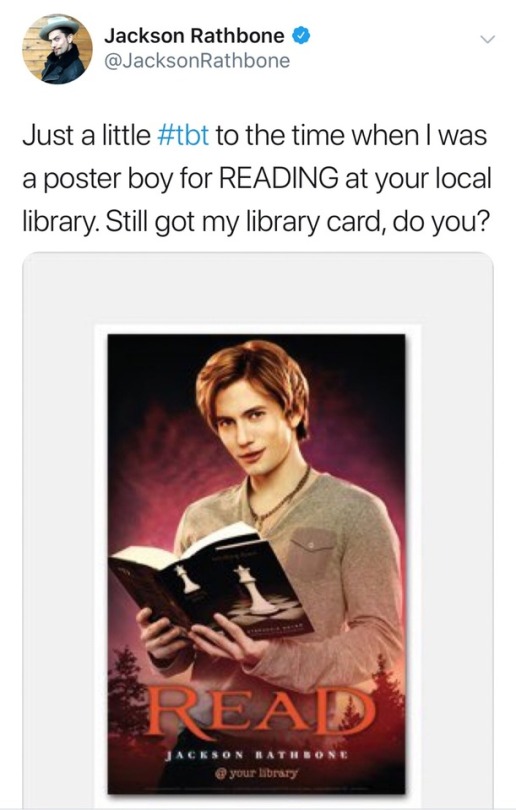 Jackson Rathbone
@JacksonRathbone
Just a little #tbt to the time when I was
a poster boy for READING at your local
library. Still got my library card, do you?
READ
JACKSON RATHBONE
@ your library